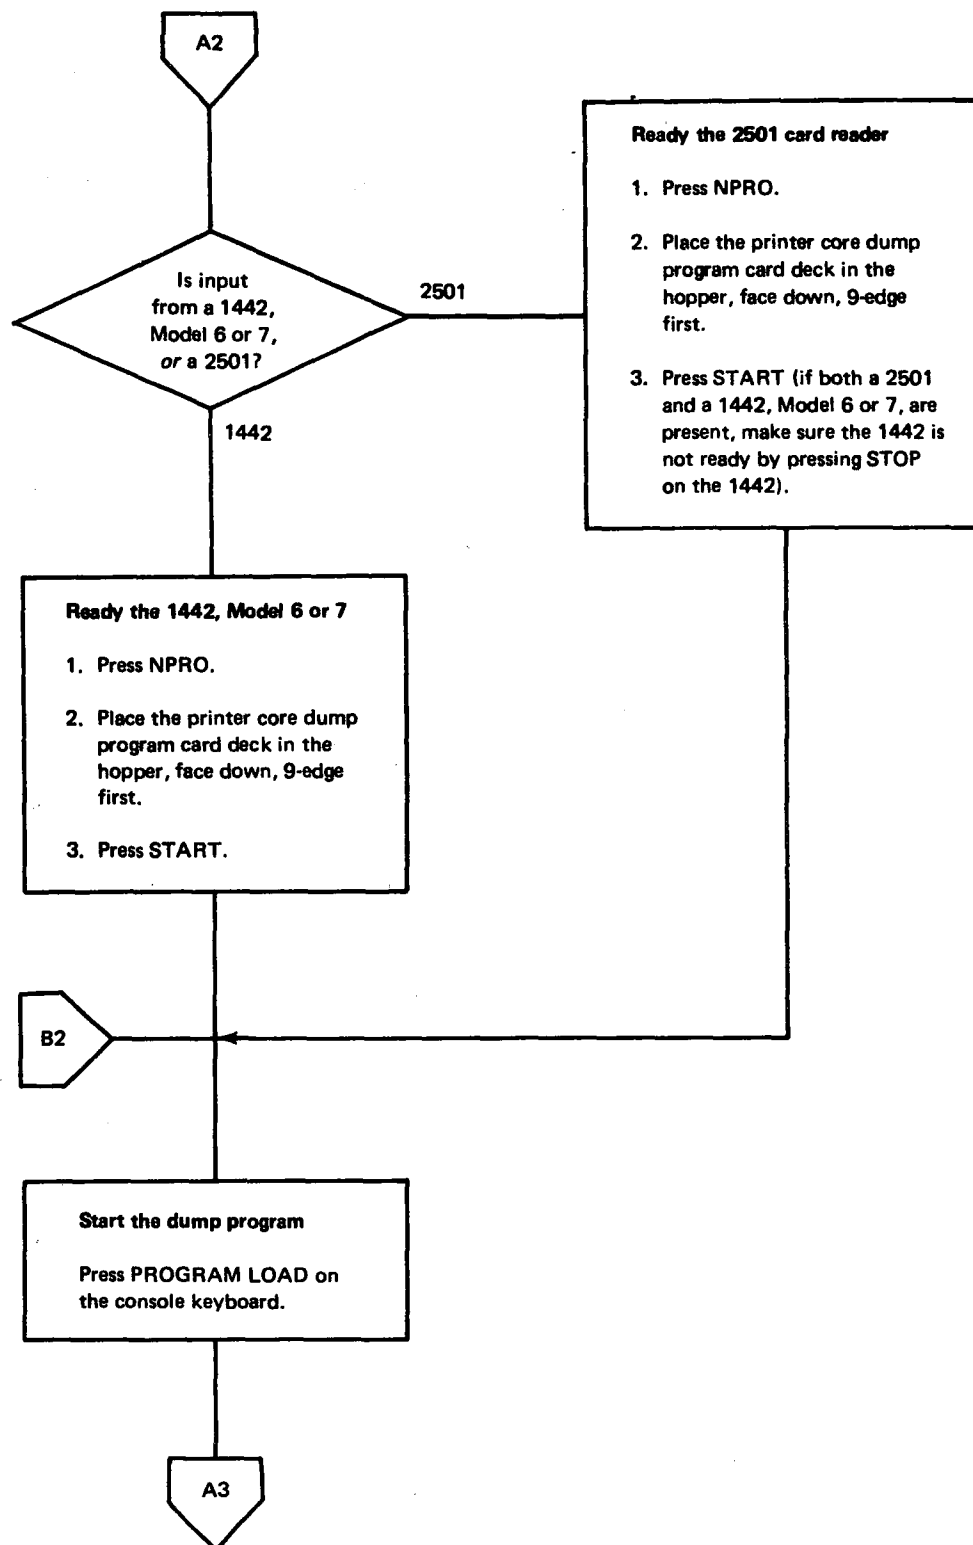 A2
Is input
from a 1442,
Model 6 or 7,
or a 2501?
2501
1442
Ready the 2501 card reader
1. Press NPRO.
2. Place the printer core dump
program card deck in the
hopper, face down, 9-edge
first.
3. Press START (if both a 2501
and a 1442, Model 6 or 7, are
present, make sure the 1442 is
not ready by pressing STOP
on the 1442).
Ready the 1442, Model 6 or 7
1. Press NPRO.
2. Place the printer core dump
program card deck in the
hopper, face down, 9-edge
first.
3. Press START.
B2
Start the dump program
Press PROGRAM LOAD on
the console keyboard.
A3